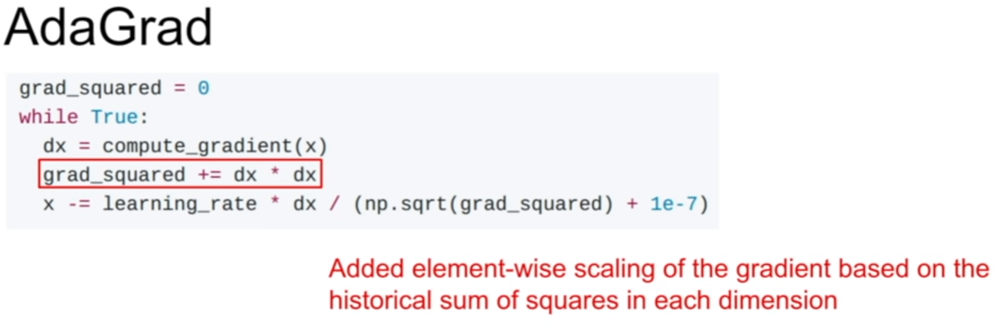 AdaGrad
grad_squared = 0
while True:
  dx = compute_gradient(x)
  grad_squared += dx * dx
  x -= learning_rate * dx / (np.sqrt(grad_squared) + 1e-7)
Added element-wise scaling of the gradient based on the
historical sum of squares in each dimension